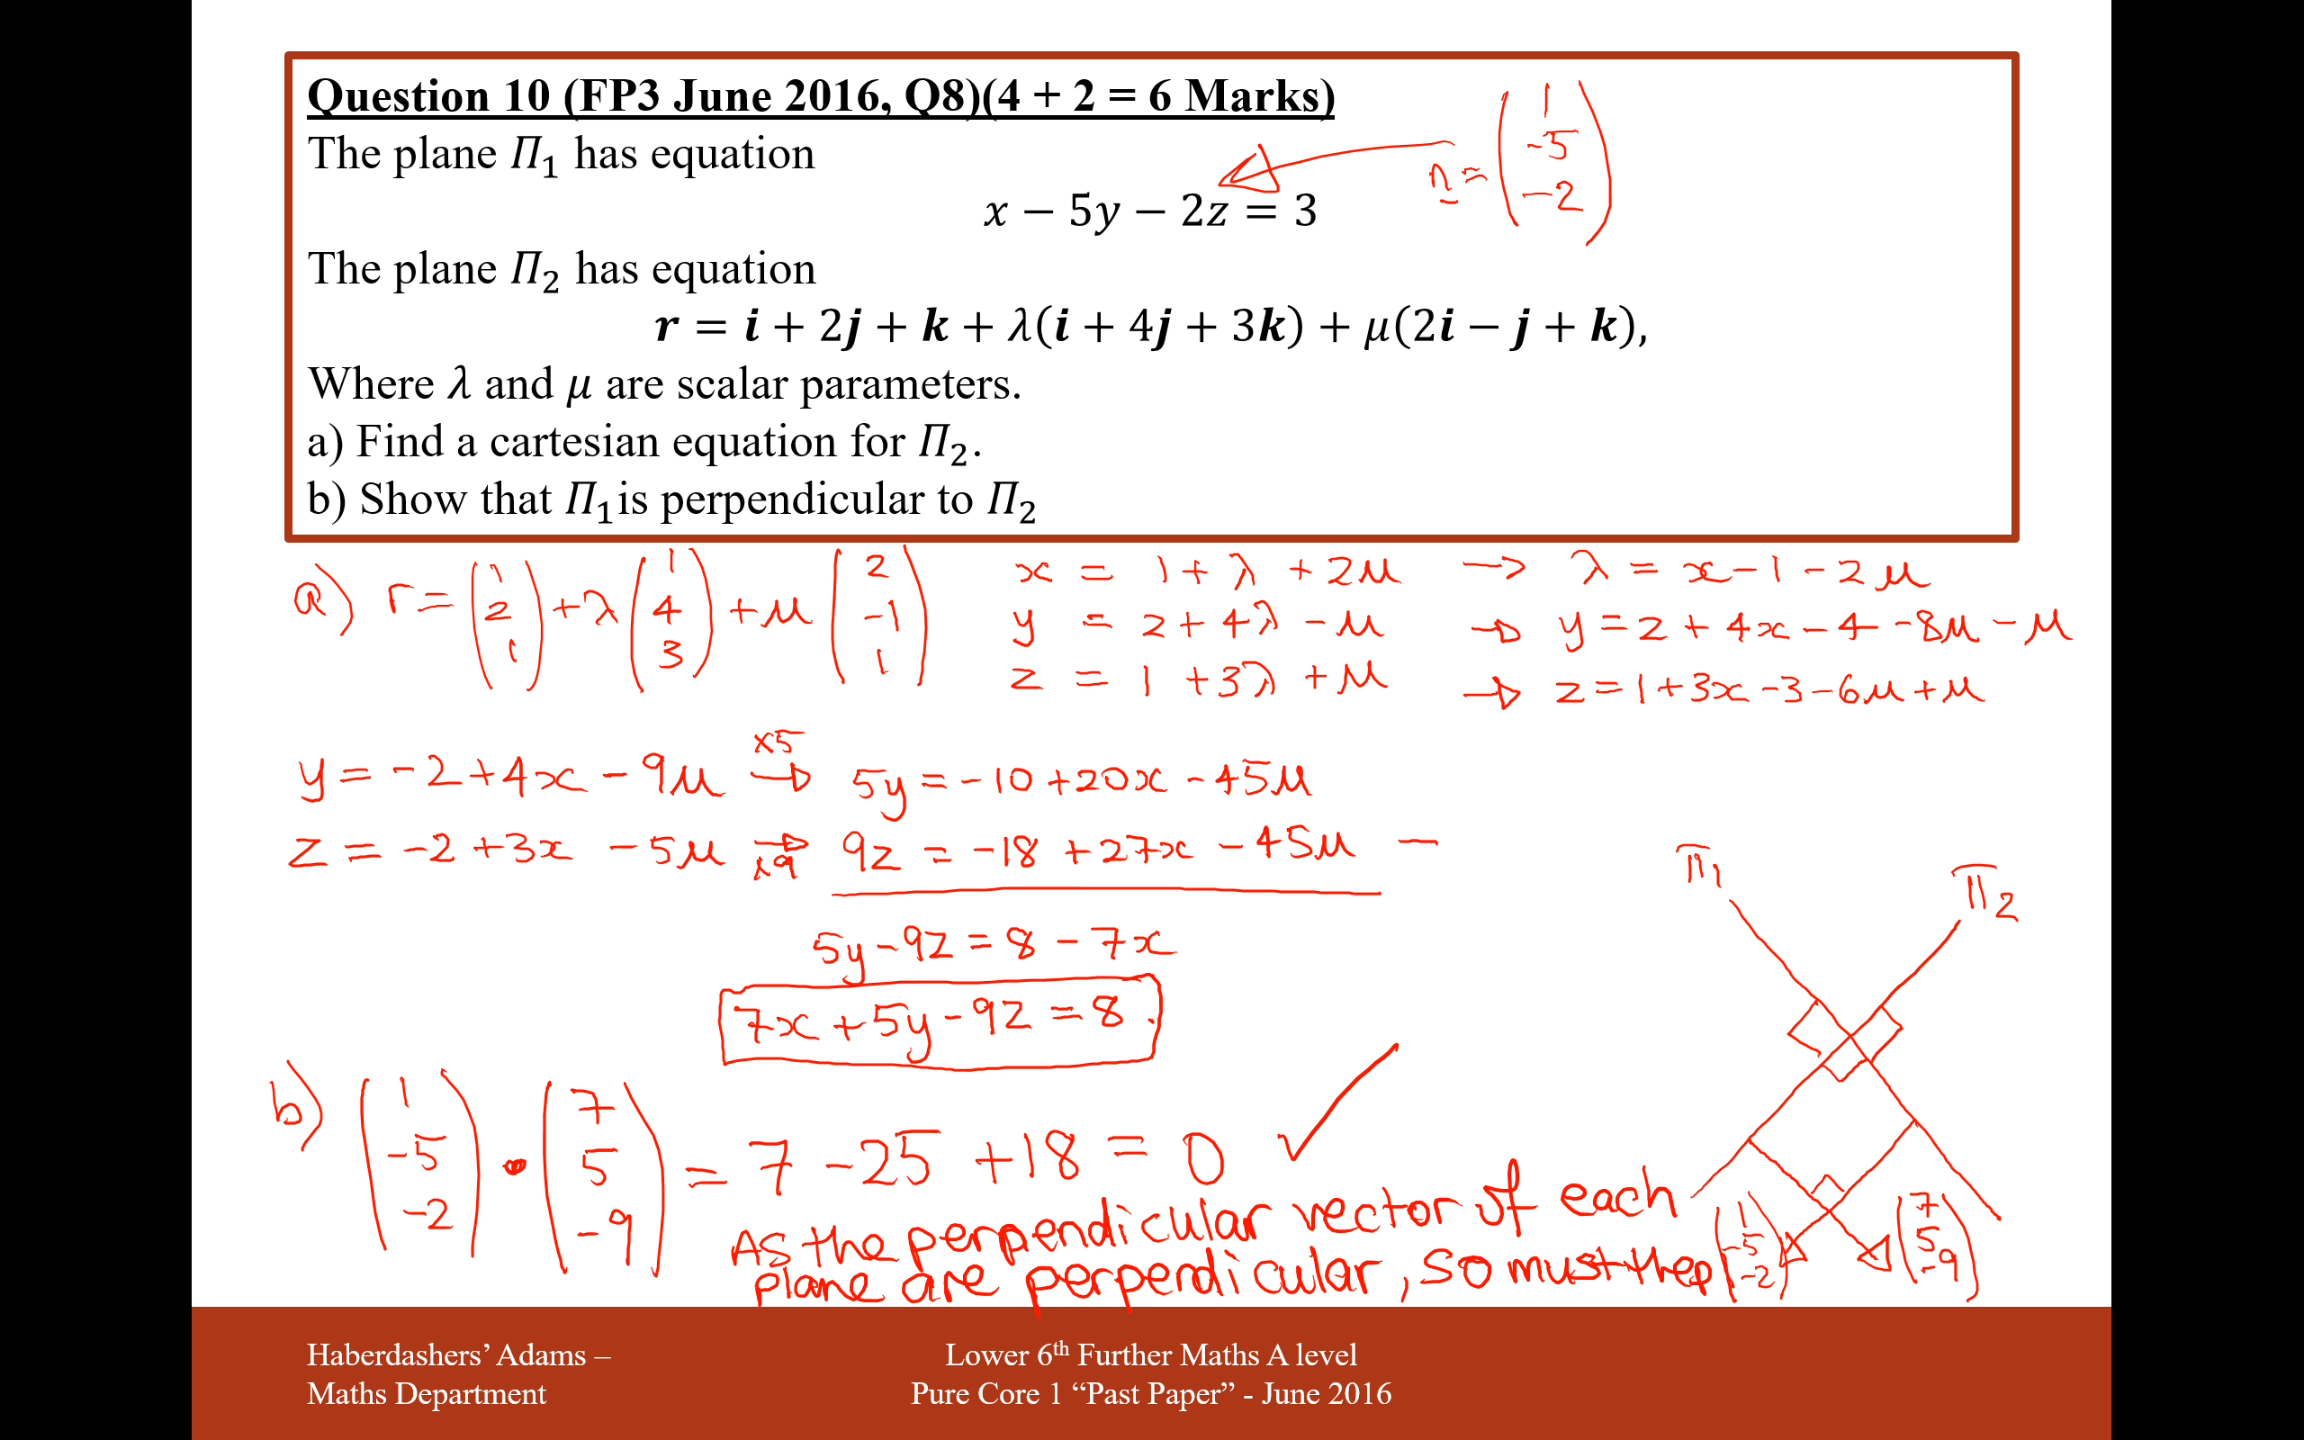 Question 10 (FP3 June 2016, Q8)(4 + 2 = 6 Marks)
The plane Π₁ has equation
x − 5y − 2z = 3
n = (1 -5 -2)
The plane Π₂ has equation
r = i + 2j + k + λ(i + 4j + 3k) + μ(2i − j + k),
Where λ and μ are scalar parameters.
a) Find a cartesian equation for Π₂.
b) Show that Π₁is perpendicular to Π₂
a) r = (1 2 1) + λ (1 4 3) + μ (2 -1 1)
x = 1 + λ + 2μ → λ = x - 1 - 2μ
y = 2 + 4λ - μ → y = 2 + 4x - 4 - 8μ - μ
z = 1 + 3λ + μ → z = 1 + 3x - 3 - 6μ + μ
y = -2 + 4x - 9μ ×5 → 5y = -10 + 20x - 45μ
z = -2 + 3x - 5μ → ×9 9z = -18 + 27x - 45μ −
5y - 9z = 8 - 7x
7x + 5y - 9z = 8.
π₁
π₂
b) (1 -5 -2) • (7 5 -9) = 7 - 25 + 18 = 0 ✓
As the perpendicular vector of each
plane are perpendicular, so must the p
(1 -5 -2)
(7 5 -9)
Haberdashers' Adams –
Maths Department
Lower 6th Further Maths A level
Pure Core 1 “Past Paper” - June 2016